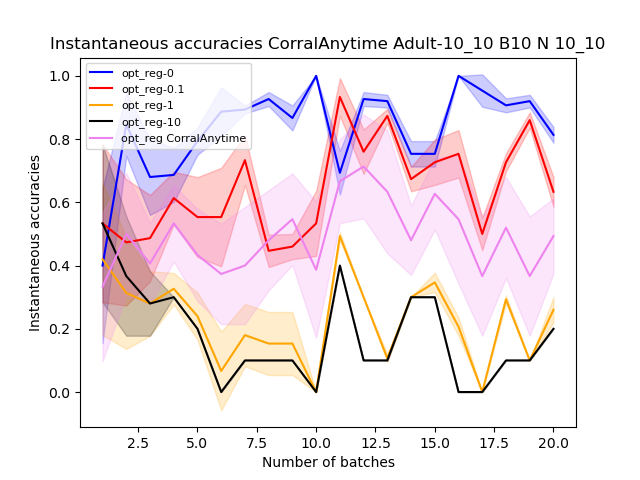 Instantaneous accuracies CorralAnytime Adult-10_10 B10 N 10_10
opt_reg-0
opt_reg-0.1
opt_reg-1
opt_reg-10
opt_reg CorralAnytime
1.0
0.8
0.6
0.4
0.2
0.0
Instantaneous accuracies
2.5 5.0 7.5 10.0 12.5 15.0 17.5 20.0
Number of batches